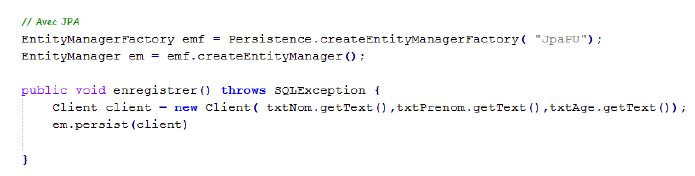 // Avec JPA
EntityManagerFactory emf = Persistence.createEntityManagerFactory( "JpaPU");
EntityManager em = emf.createEntityManager();
public void enregistrer() throws SQLException {
Client client = new Client( txtNom.getText(),txtPrenom.getText(),txtAge.getText());
em.persist(client)
}